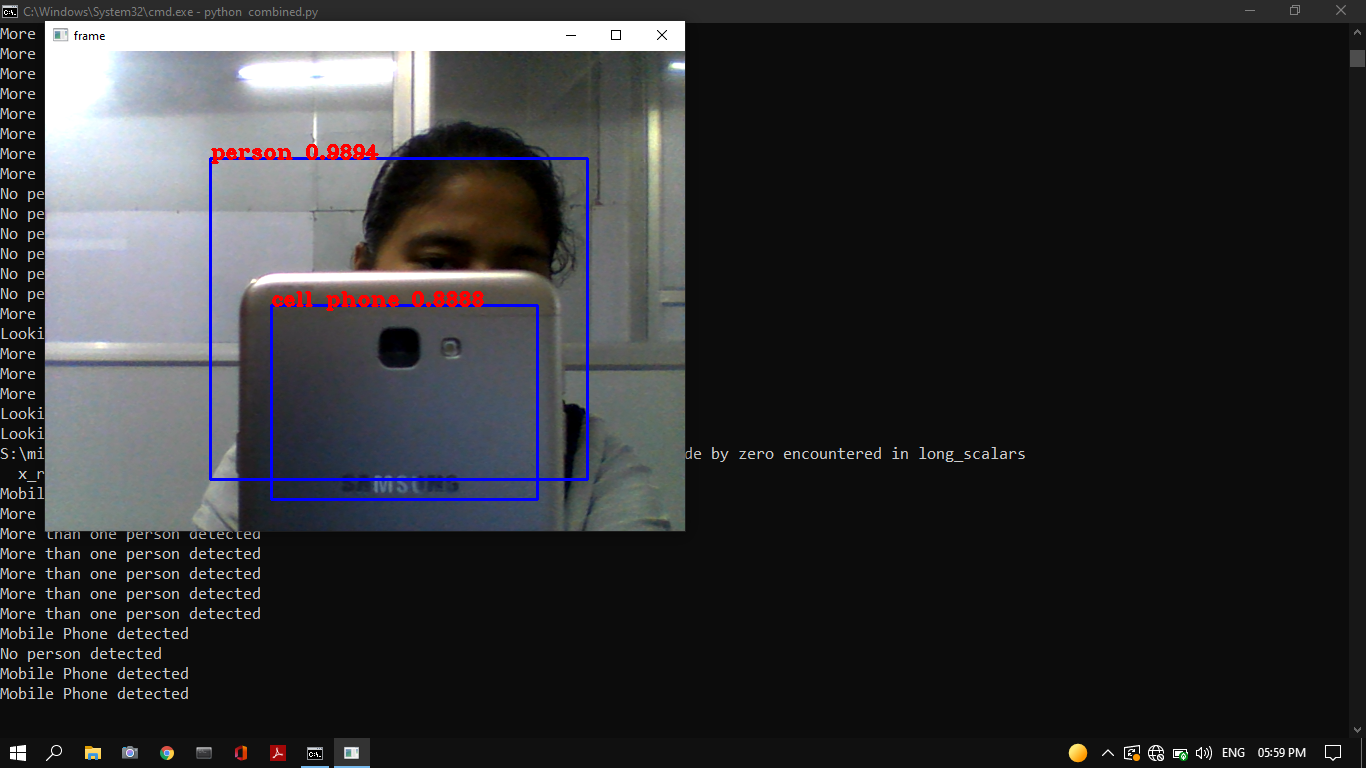 C:\Windows\System32\cmd.exe - python combined.py
frame
More
More
More
More
More
More
More
More
No pe
No pe
No pe
No pe
No pe
No pe
More
Looki
More
More
More
Looki
Looki
S:\mi de by zero encountered in long_scalars
x_r
Mobil
More
More than one person detected
More than one person detected
More than one person detected
More than one person detected
More than one person detected
Mobile Phone detected
No person detected
Mobile Phone detected
Mobile Phone detected
person 0.9894
cell phone 0.8888
SAMSUNG
ENG 05:59 PM